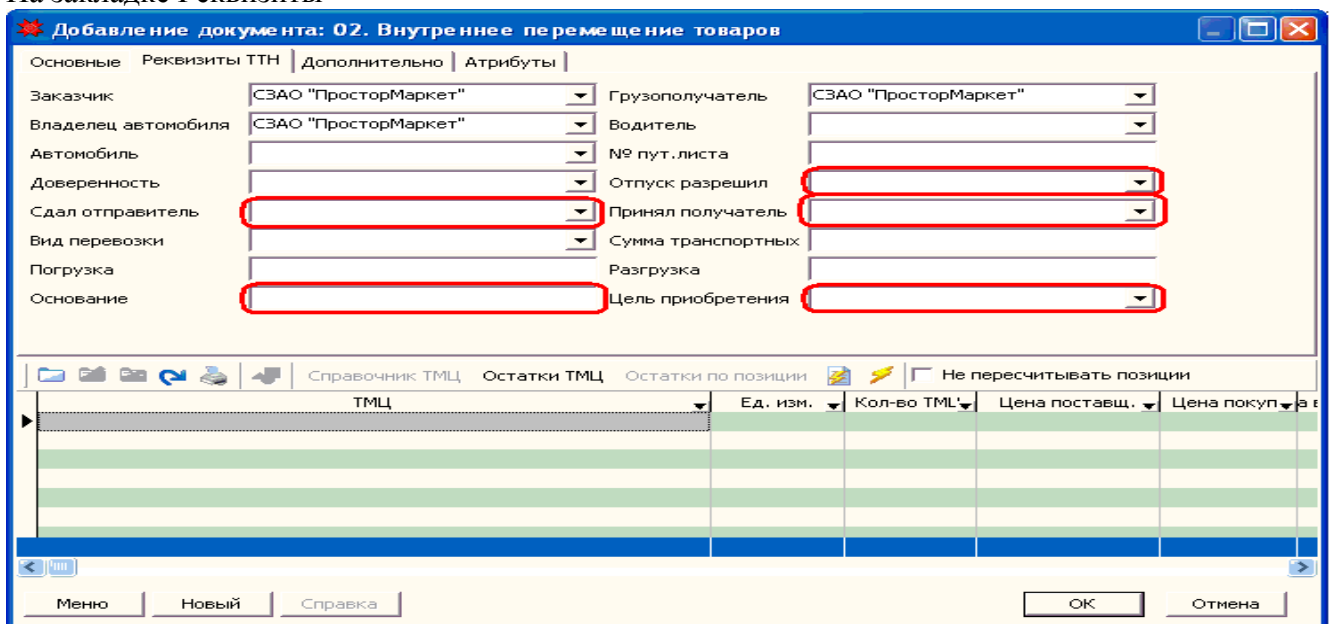 На закладке Реквизиты
Добавление документа: 02. Внутреннее перемещение товаров
Основные Реквизиты ТТН Дополнительно Атрибуты
Заказчик СЗАО "ПросторМаркет" Грузополучатель СЗАО "ПросторМаркет"
Владелец автомобиля СЗАО "ПросторМаркет" Водитель
Автомобиль № пут.листа
Доверенность Отпуск разрешил
Сдал отправитель Принял получатель
Вид перевозки Сумма транспортных
Погрузка Разгрузка
Основание Цель приобретения
Справочник ТМЦ Остатки ТМЦ Остатки по позиции Не пересчитывать позиции
ТМЦ Ед. изм. Кол-во ТМЦ Цена поставщ. Цена покуп
Меню Новый Справка ОК Отмена